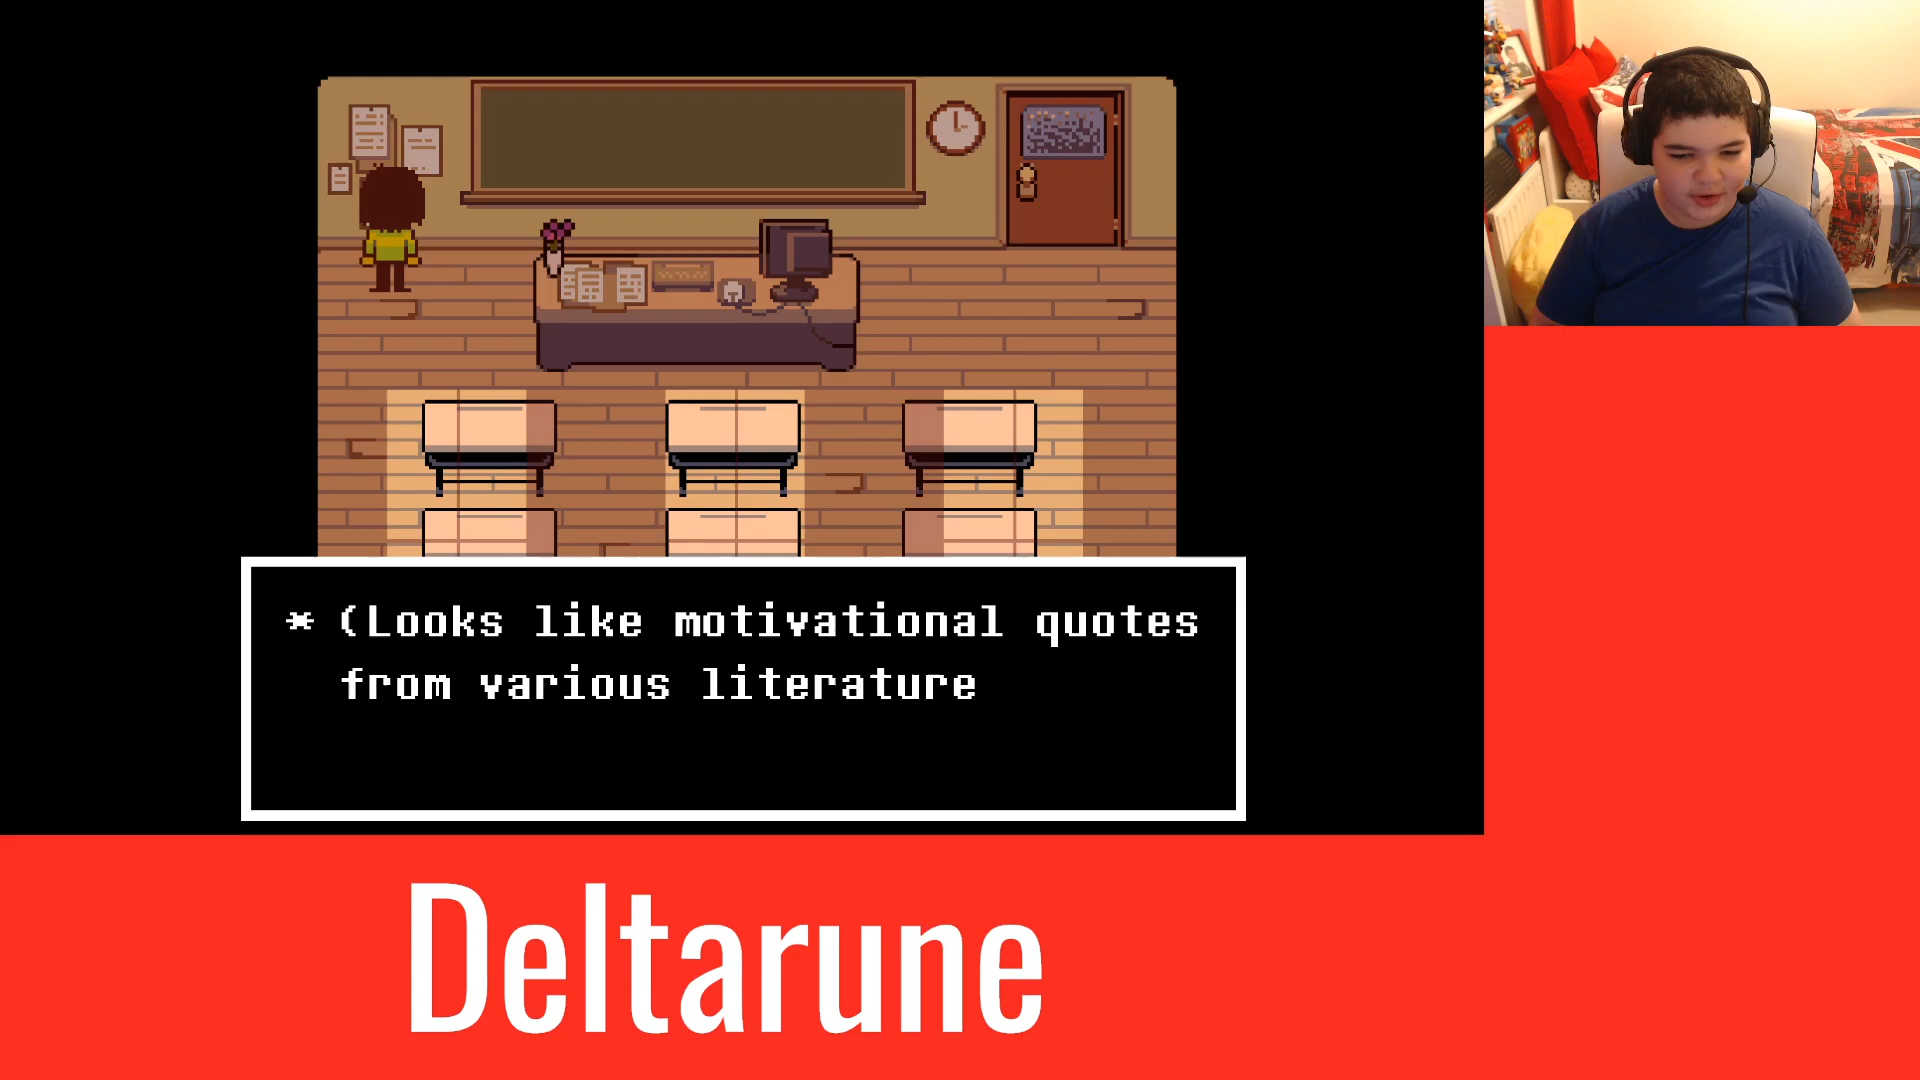 * (Looks like motivational quotes
from various literature
Deltarune